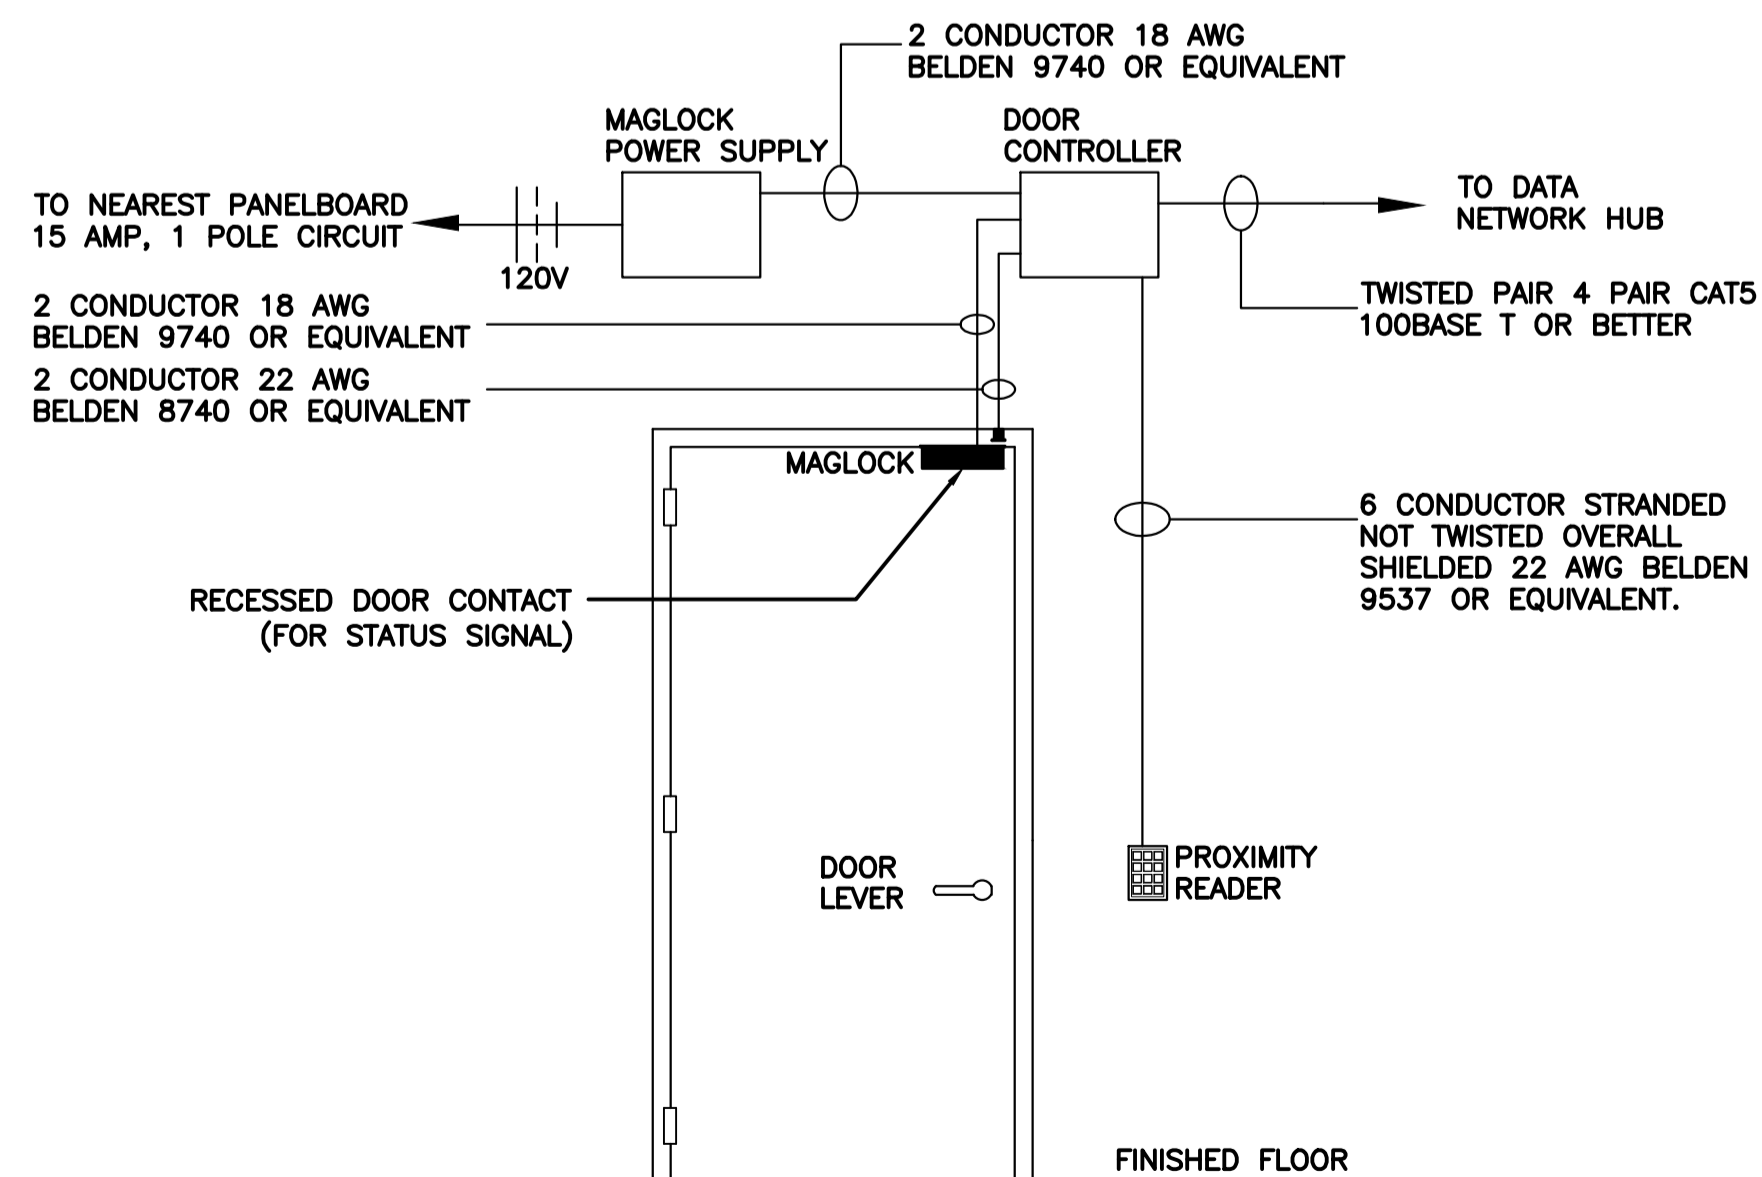 2 CONDUCTOR 18 AWG
BELDEN 9740 OR EQUIVALENT
MAGLOCK
POWER SUPPLY
DOOR
CONTROLLER
TO NEAREST PANELBOARD
15 AMP, 1 POLE CIRCUIT
120V
TO DATA
NETWORK HUB
TWISTED PAIR 4 PAIR CAT5
100BASE T OR BETTER
2 CONDUCTOR 18 AWG
BELDEN 9740 OR EQUIVALENT
2 CONDUCTOR 22 AWG
BELDEN 8740 OR EQUIVALENT
MAGLOCK
6 CONDUCTOR STRANDED
NOT TWISTED OVERALL
SHIELDED 22 AWG BELDEN
9537 OR EQUIVALENT.
RECESSED DOOR CONTACT
(FOR STATUS SIGNAL)
DOOR
LEVER
PROXIMITY
READER
FINISHED FLOOR